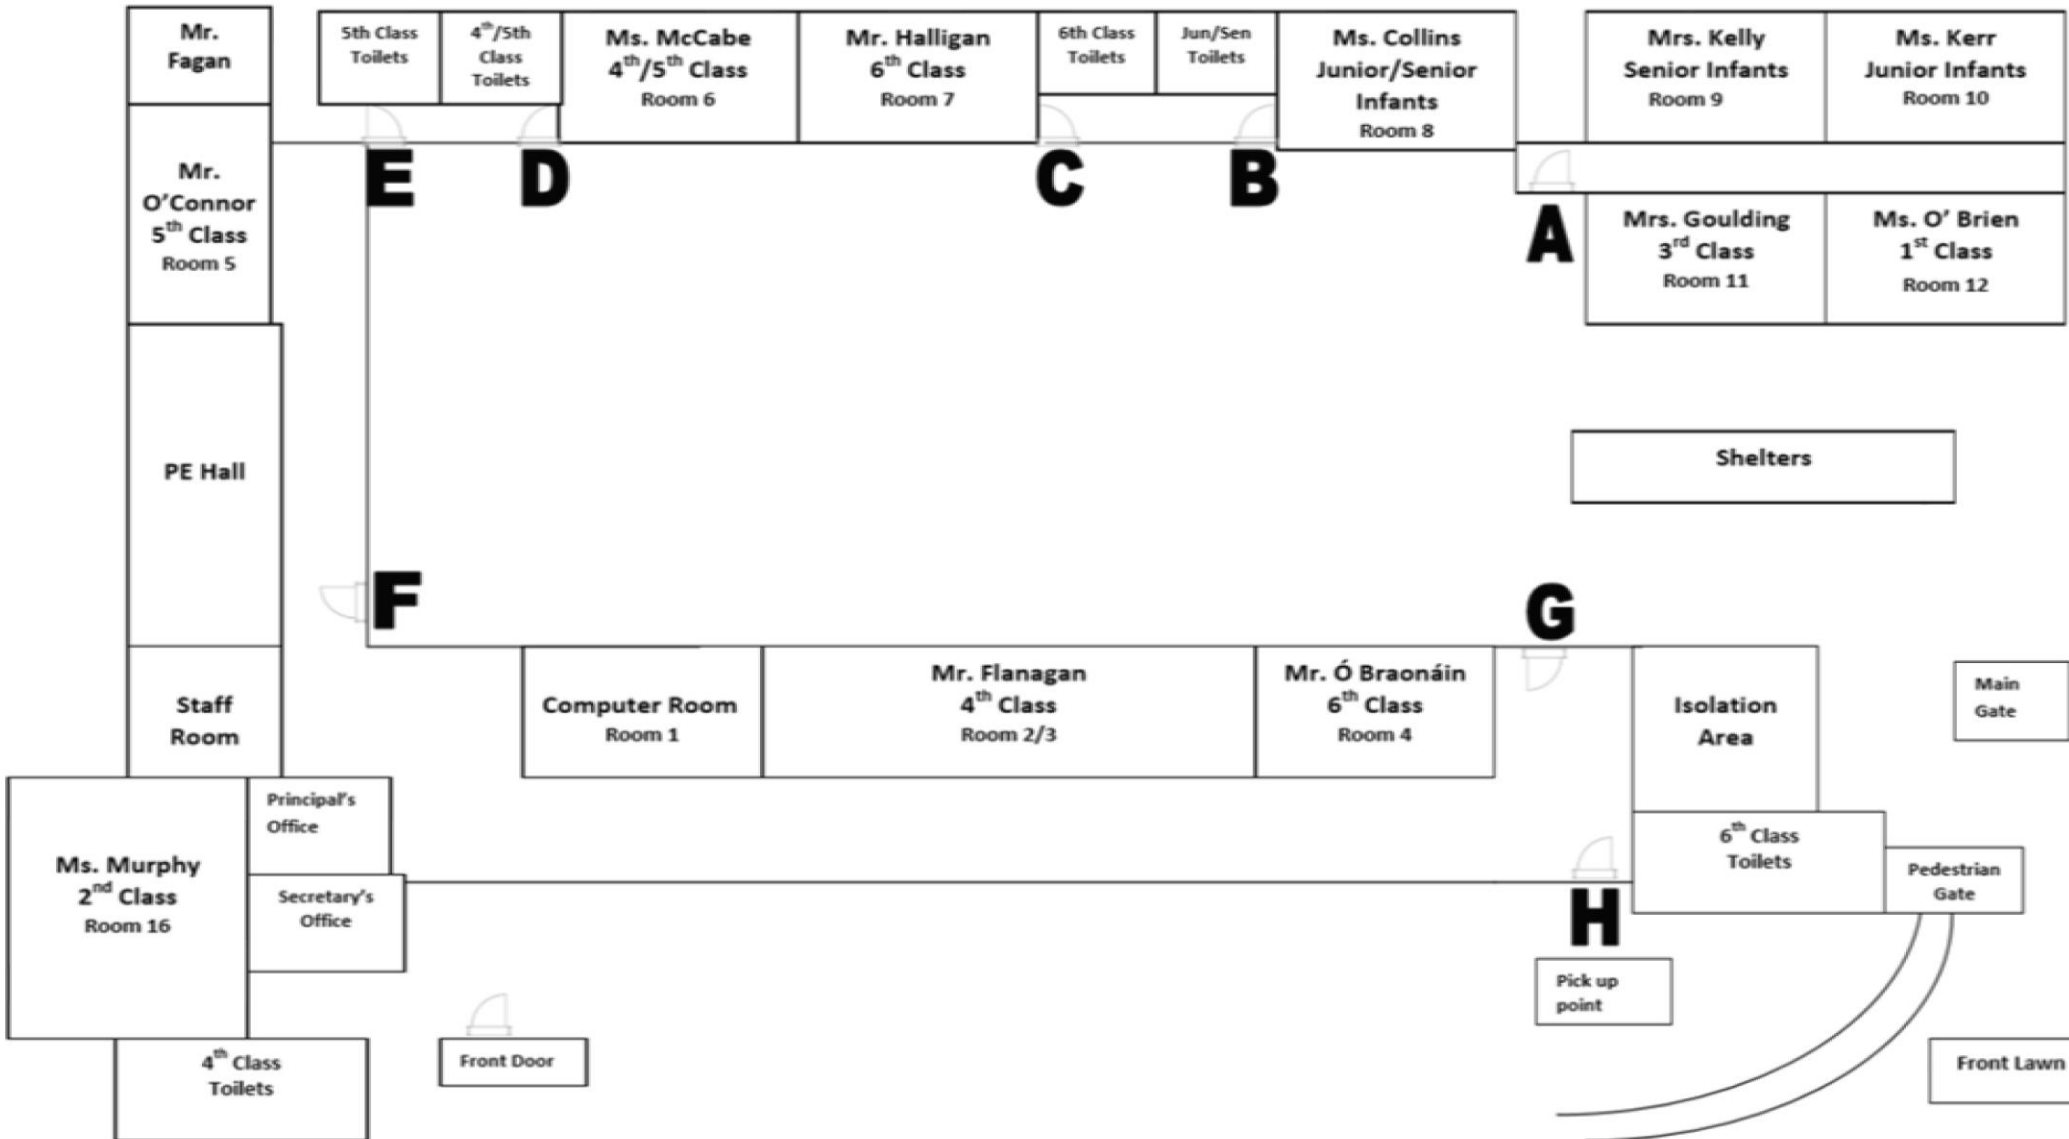 Mr.
Fagan
5th Class
Toilets
4th/5th
Class
Toilets
Ms. McCabe
4th/5th Class
Room 6
Mr. Halligan
6th Class
Room 7
6th Class
Toilets
Jun/Sen
Toilets
Ms. Collins
Junior/Senior
Infants
Room 8
Mrs. Kelly
Senior Infants
Room 9
Ms. Kerr
Junior Infants
Room 10
Mr.
O'Connor
5th Class
Room 5
E
D
C
B
A
Mrs. Goulding
3rd Class
Room 11
Ms. O' Brien
1st Class
Room 12
PE Hall
Shelters
F
G
Staff
Room
Computer Room
Room 1
Mr. Flanagan
4th Class
Room 2/3
Mr. Ó Braonáin
6th Class
Room 4
Isolation
Area
Main
Gate
Principal's
Office
Ms. Murphy
2nd Class
Room 16
Secretary's
Office
6th Class
Toilets
Pedestrian
Gate
H
Pick up
point
4th Class
Toilets
Front Door
Front Lawn